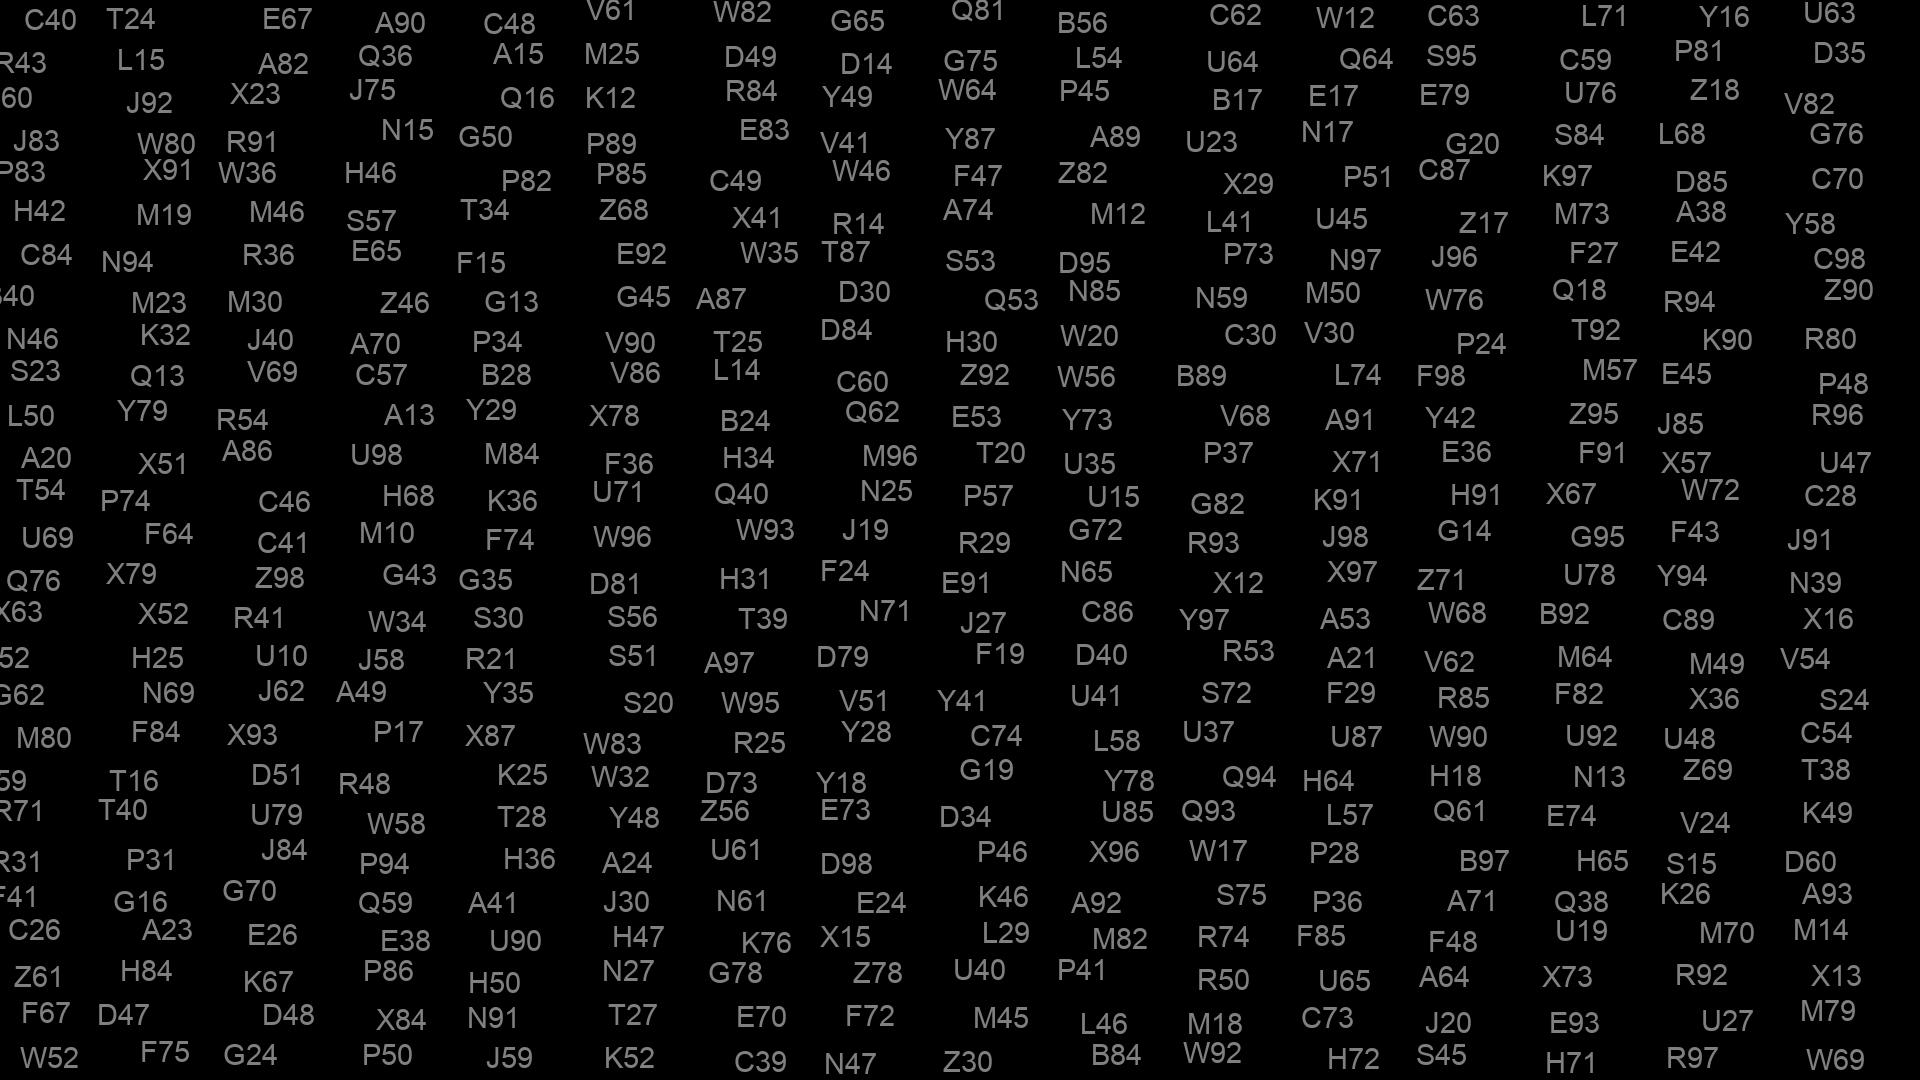 C40 T24 E67 A90 C48 V61 W82 G65 Q81 B56 C62 W12 C63 L71 Y16 U63
R43 L15 A82 Q36 A15 M25 D49 D14 G75 L54 U64 Q64 S95 C59 P81 D35
60 J92 X23 J75 Q16 K12 R84 Y49 W64 P45 B17 E17 E79 U76 Z18 V82
J83 W80 R91 N15 G50 P89 E83 V41 Y87 A89 U23 N17 G20 S84 L68 G76
P83 X91 W36 H46 P82 P85 C49 W46 F47 Z82 X29 P51 C87 K97 D85 C70
H42 M19 M46 S57 T34 Z68 X41 R14 A74 M12 L41 U45 Z17 M73 A38 Y58
C84 N94 R36 E65 F15 E92 W35 T87 S53 D95 P73 N97 J96 F27 E42 C98
40 M23 M30 Z46 G13 G45 A87 D30 Q53 N85 N59 M50 W76 Q18 R94 Z90
N46 K32 J40 A70 P34 V90 T25 D84 H30 W20 C30 V30 P24 T92 K90 R80
S23 Q13 V69 C57 B28 V86 L14 C60 Z92 W56 B89 L74 F98 M57 E45 P48
L50 Y79 R54 A13 Y29 X78 B24 Q62 E53 Y73 V68 A91 Y42 Z95 J85 R96
A20 X51 A86 U98 M84 F36 H34 M96 T20 U35 P37 X71 E36 F91 X57 U47
T54 P74 C46 H68 K36 U71 Q40 N25 P57 U15 G82 K91 H91 X67 W72 C28
U69 F64 C41 M10 F74 W96 W93 J19 R29 G72 R93 J98 G14 G95 F43 J91
Q76 X79 Z98 G43 G35 D81 H31 F24 E91 N65 X12 X97 Z71 U78 Y94 N39
X63 X52 R41 W34 S30 S56 T39 N71 J27 C86 Y97 A53 W68 B92 C89 X16
52 H25 U10 J58 R21 S51 A97 D79 F19 D40 R53 A21 V62 M64 M49 V54
G62 N69 J62 A49 Y35 S20 W95 V51 Y41 U41 S72 F29 R85 F82 X36 S24
M80 F84 X93 P17 X87 W83 R25 Y28 C74 L58 U37 U87 W90 U92 U48 C54
59 T16 D51 R48 K25 W32 D73 Y18 G19 Y78 Q94 H64 H18 N13 Z69 T38
R71 T40 U79 W58 T28 Y48 Z56 E73 D34 U85 Q93 L57 Q61 E74 V24 K49
R31 P31 J84 P94 H36 A24 U61 D98 P46 X96 W17 P28 B97 H65 S15 D60
F41 G16 G70 Q59 A41 J30 N61 E24 K46 A92 S75 P36 A71 Q38 K26 A93
C26 A23 E26 E38 U90 H47 K76 X15 L29 M82 R74 F85 F48 U19 M70 M14
Z61 H84 K67 P86 H50 N27 G78 Z78 U40 P41 R50 U65 A64 X73 R92 X13
F67 D47 D48 X84 N91 T27 E70 F72 M45 L46 M18 C73 J20 E93 U27 M79
W52 F75 G24 P50 J59 K52 C39 N47 Z30 B84 W92 H72 S45 H71 R97 W69